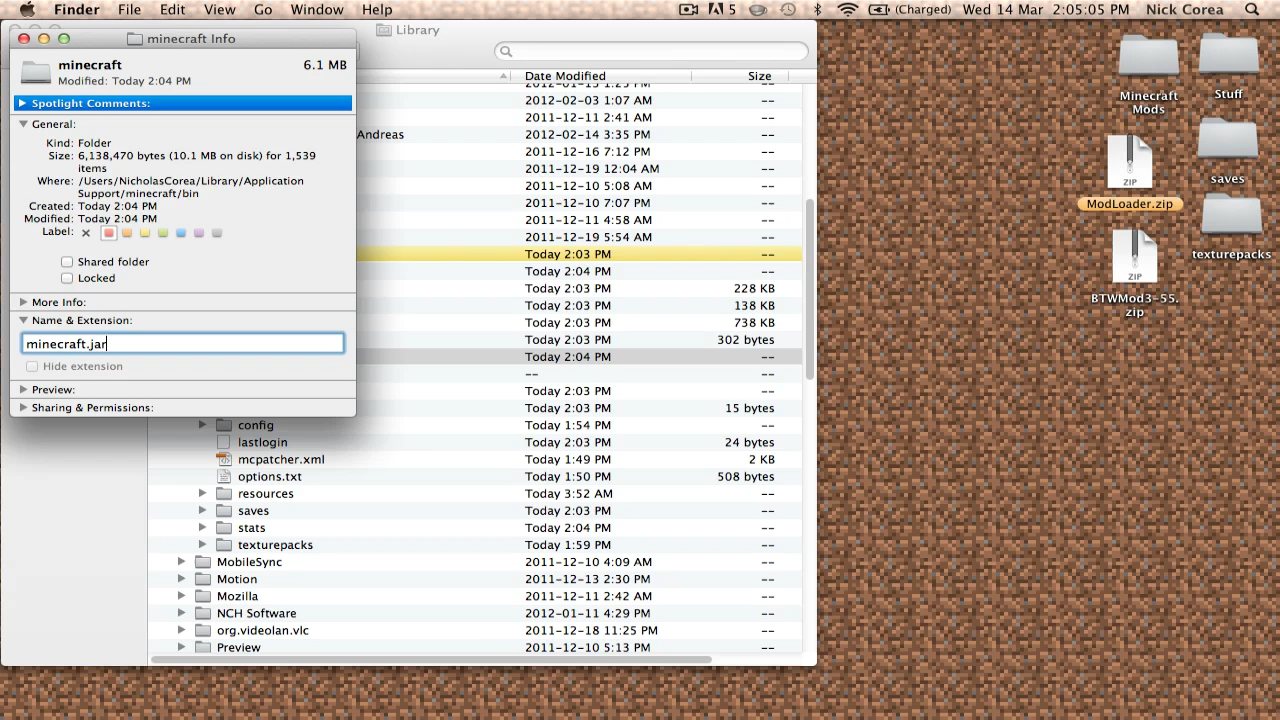 Finder File Edit View Go Window Help 5 (Charged) Wed 14 Mar 2:05:05 PM Nick Corea
minecraft Info
minecraft 6.1 MB
Modified: Today 2:04 PM
Spotlight Comments:
General:
Kind: Folder
Size: 6,138,470 bytes (10.1 MB on disk) for 1,539
items
Where: /Users/NicholasCorea/Library/Application
Support/minecraft/bin
Created: Today 2:04 PM
Modified: Today 2:04 PM
Label:
Shared folder
Locked
More Info:
Name & Extension:
minecraft.jar
Hide extension
Preview:
Sharing & Permissions:
Library
Date Modified Size
2012-01-13 1:25 PM
2012-02-03 1:07 AM
2011-12-11 2:41 AM
Andreas 2012-02-14 3:35 PM
2011-12-16 7:12 PM
2011-12-19 12:04 AM
2011-12-10 5:08 AM
2011-12-10 7:07 PM
2011-12-11 4:58 AM
2011-12-19 5:54 AM
Today 2:03 PM --
Today 2:04 PM --
Today 2:03 PM 228 KB
Today 2:03 PM 138 KB
Today 2:03 PM 738 KB
Today 2:03 PM 302 bytes
Today 2:04 PM --
-- --
Today 2:03 PM --
Today 2:03 PM 15 bytes
config Today 1:54 PM --
lastlogin Today 2:03 PM 24 bytes
mcpatcher.xml Today 1:49 PM 2 KB
options.txt Today 1:50 PM 508 bytes
resources Today 3:52 AM --
saves Today 2:03 PM --
stats Today 2:04 PM --
texturepacks Today 1:59 PM --
MobileSync 2011-12-10 4:09 AM --
Motion 2011-12-13 2:30 PM --
Mozilla 2011-12-11 2:42 AM --
NCH Software 2012-01-11 4:29 PM --
org.videolan.vlc 2011-12-18 11:25 PM --
Preview 2011-12-10 5:13 PM --
Minecraft
Mods
Stuff
ZIP
ModLoader.zip
saves
ZIP
BTWMod3-55.
zip
texturepacks